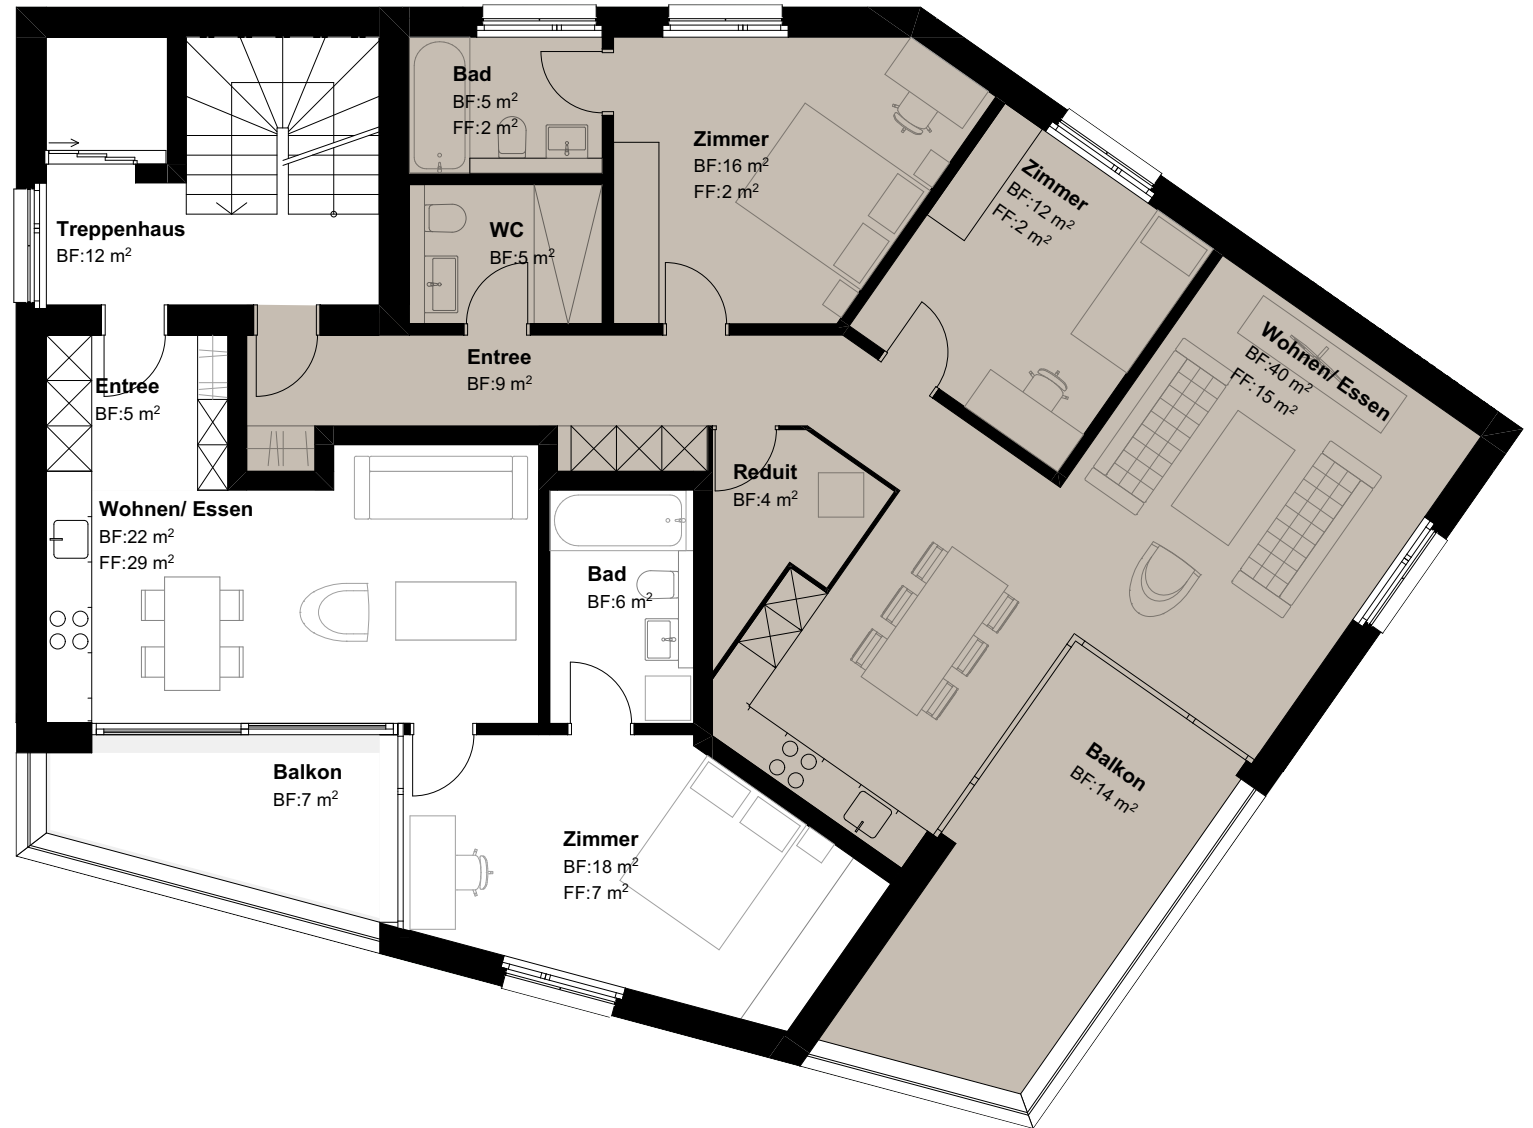 Bad
BF:5 m²
FF:2 m²
Zimmer
BF:16 m²
FF:2 m²
Zimmer
BF:12 m²
FF:2 m²
Treppenhaus
BF:12 m²
WC
BF:5 m²
Entree
BF:9 m²
Wohnen/ Essen
BF:40 m²
FF:15 m²
Entree
BF:5 m²
Reduit
BF:4 m²
Wohnen/ Essen
BF:22 m²
FF:29 m²
Bad
BF:6 m²
Balkon
BF:7 m²
Balkon
BF:14 m²
Zimmer
BF:18 m²
FF:7 m²